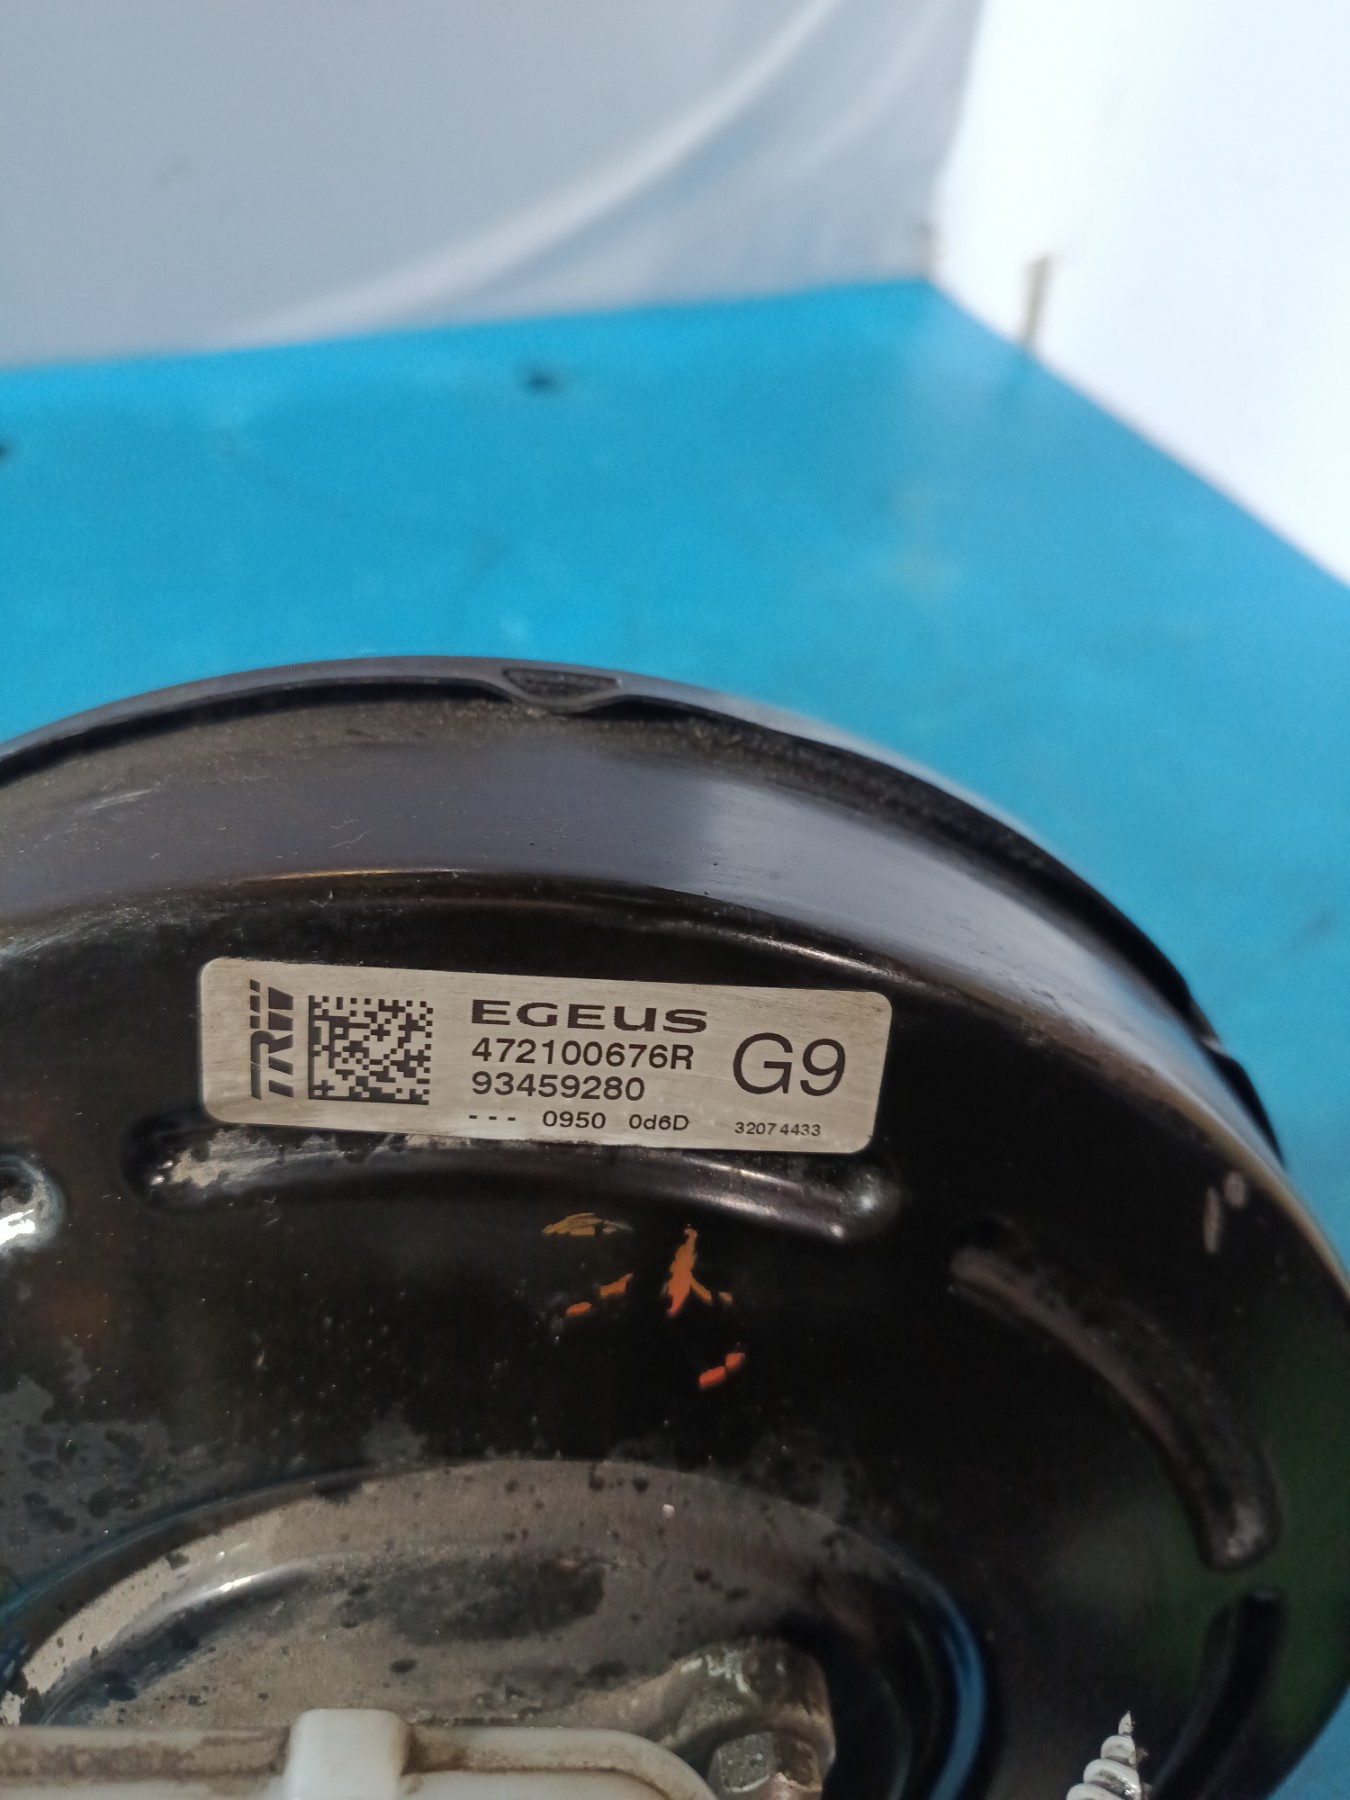 TRW
EGEUS
472100676R
93459280
G9
--- 0950 0d6D
32074433